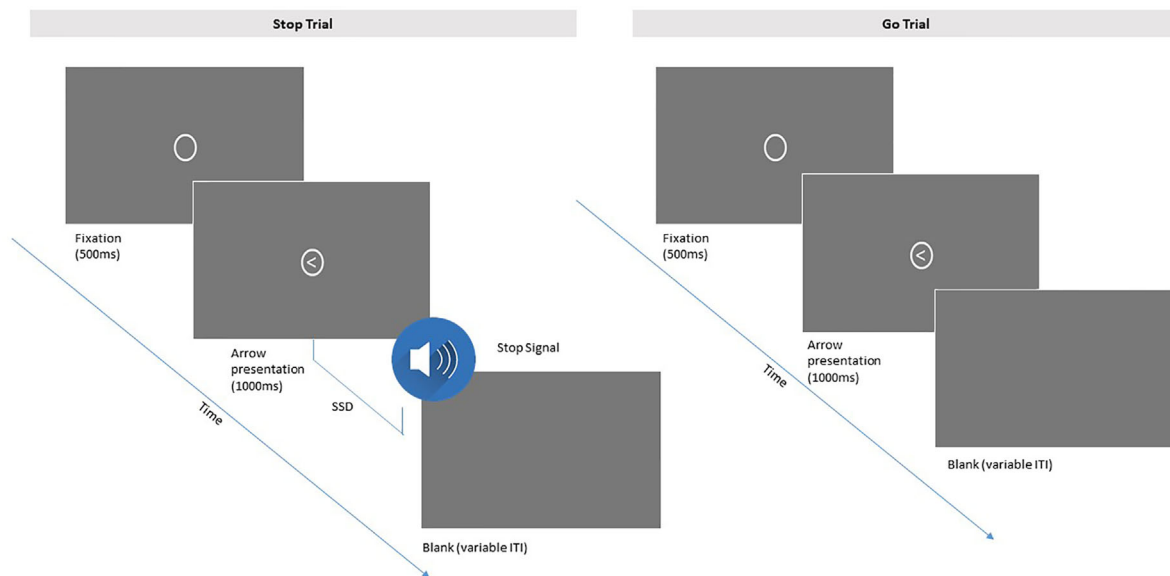 Stop Trial
Fixation
(500ms)
<
Arrow
presentation
(1000ms)
Stop Signal
SSD
Time
Blank (variable ITI)
Go Trial
Fixation
(500ms)
<
Arrow
presentation
(1000ms)
Time
Blank (variable ITI)